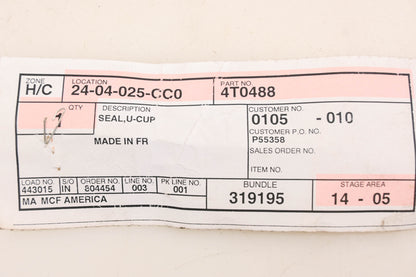 ZONE LOCATION PART NO
H/C 24-04-025-CC0 4T0488
QTY DESCRIPTION CUSTOMER NO.
1 SEAL,U-CUP 0105 -010
CUSTOMER P.O. NO.
MADE IN FR P55358
SALES ORDER NO.
ITEM NO.
LOAD NO. S/O ORDER NO. LINE NO. PK LINE NO. BUNDLE STAGE AREA
443015 IN 804454 003 001 319195 14 - 05
MA MCF AMERICA